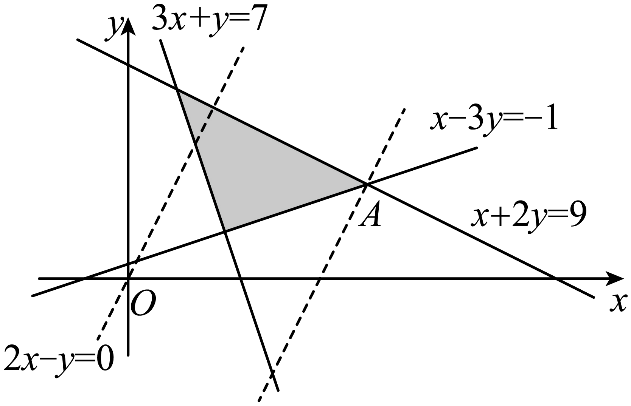 3x+y=7
y
x−3y=−1
A
x+2y=9
O
x
2x−y=0